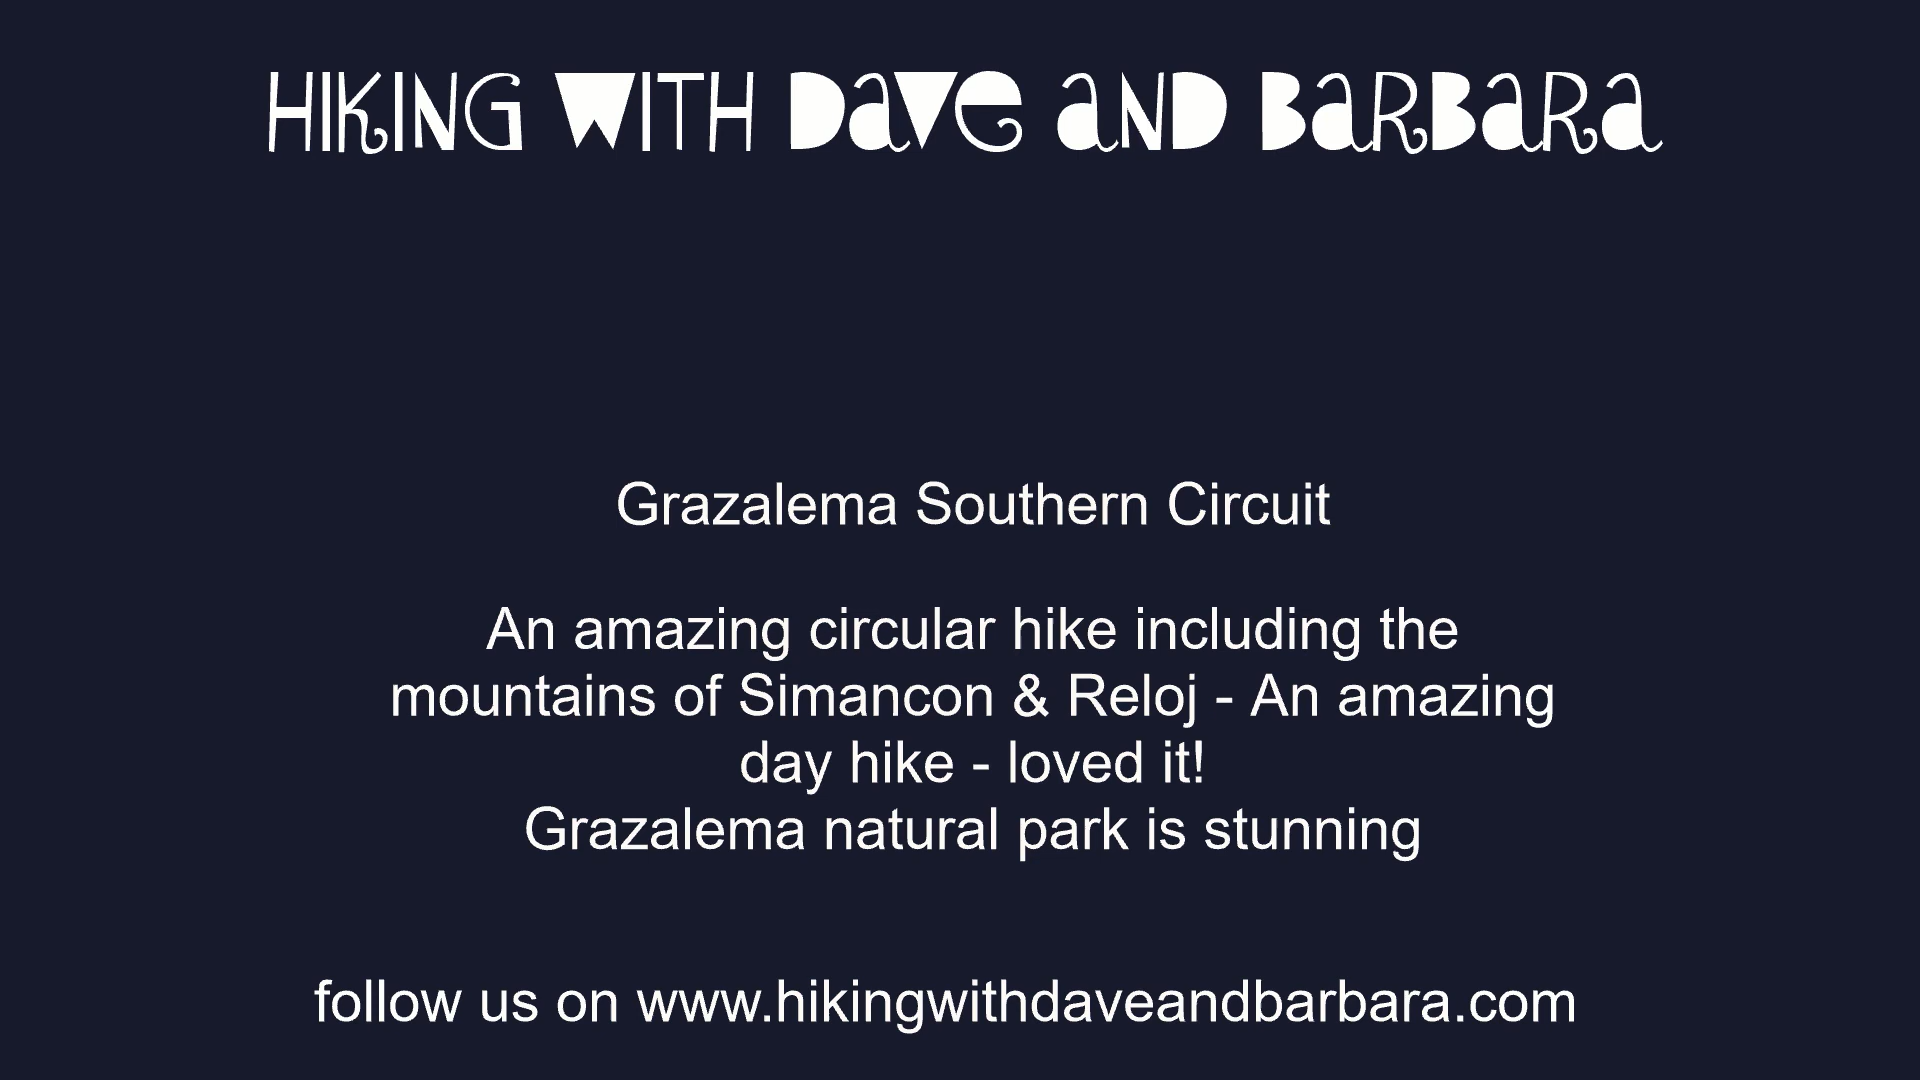 HIKING WITH Dave aND BaRBaRa
Grazalema Southern Circuit
An amazing circular hike including the
mountains of Simancon & Reloj - An amazing
day hike - loved it!
Grazalema natural park is stunning
follow us on www.hikingwithdaveandbarbara.com